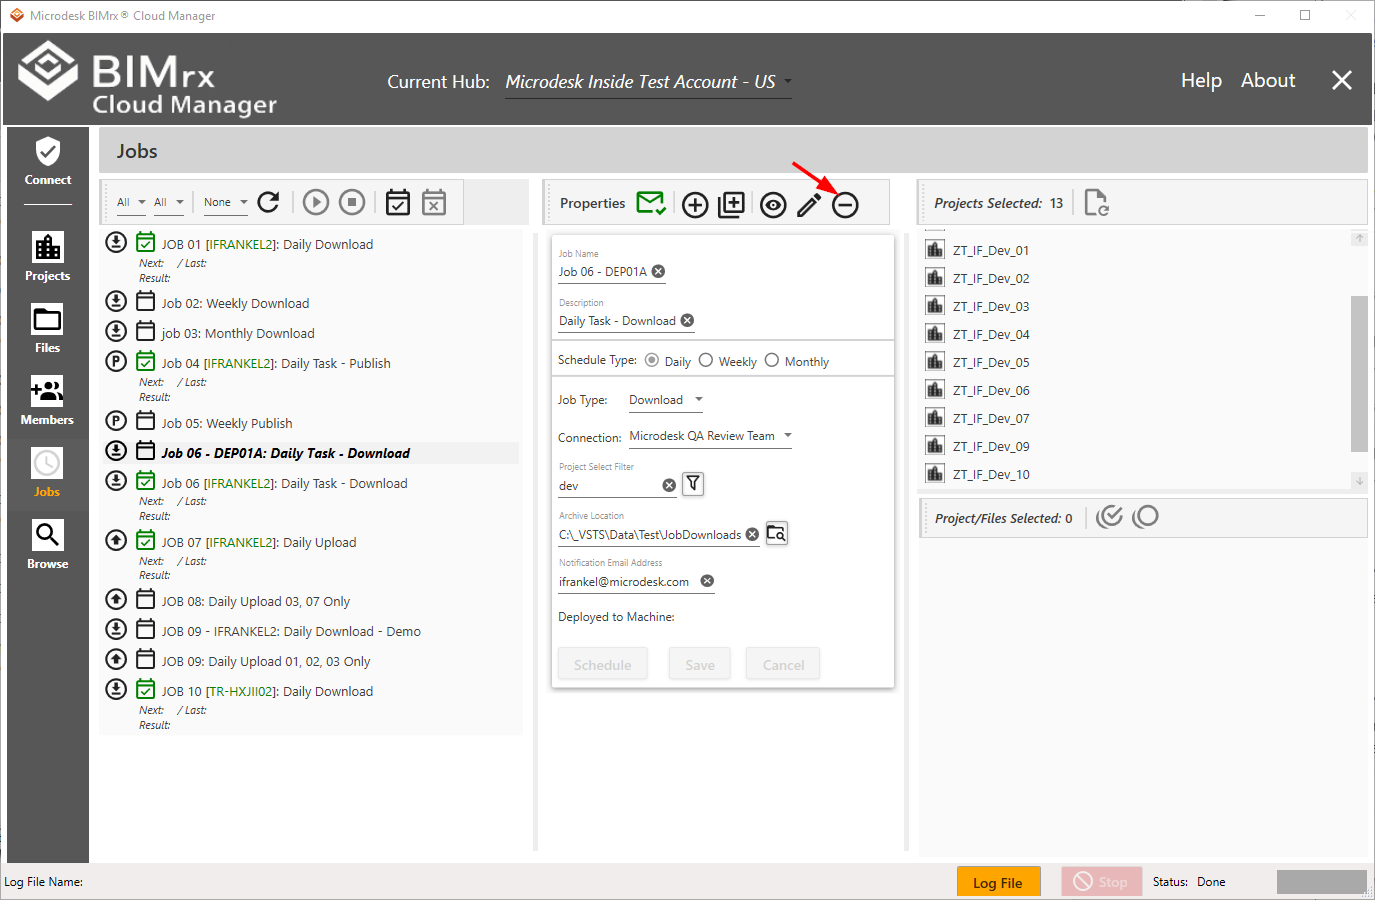 Microdesk BIMrx® Cloud Manager
BIMrx
Cloud Manager
Current Hub: Microdesk Inside Test Account - US
Help About
Connect
Projects
Files
Members
Jobs
Browse
Jobs
All All None
JOB 01 [IFRANKEL2]: Daily Download
Next: / Last:
Result:
Job 02: Weekly Download
job 03: Monthly Download
Job 04 [IFRANKEL2]: Daily Task - Publish
Next: / Last:
Result:
Job 05: Weekly Publish
Job 06 - DEP01A: Daily Task - Download
Job 06 [IFRANKEL2]: Daily Task - Download
Next: / Last:
Result:
JOB 07 [IFRANKEL2]: Daily Upload
Next: / Last:
Result:
JOB 08: Daily Upload 03, 07 Only
JOB 09 - IFRANKEL2: Daily Download - Demo
JOB 09: Daily Upload 01, 02, 03 Only
JOB 10 [TR-HXJII02]: Daily Download
Next: / Last:
Result:
Properties
Job Name
Job 06 - DEP01A
Description
Daily Task - Download
Schedule Type: Daily Weekly Monthly
Job Type: Download
Connection: Microdesk QA Review Team
Project Select Filter
dev
Archive Location
C:\_VSTS\Data\Test\JobDownloads
Notification Email Address
ifrankel@microdesk.com
Deployed to Machine:
Schedule Save Cancel
Projects Selected: 13
ZT_IF_Dev_01
ZT_IF_Dev_02
ZT_IF_Dev_03
ZT_IF_Dev_04
ZT_IF_Dev_05
ZT_IF_Dev_06
ZT_IF_Dev_07
ZT_IF_Dev_09
ZT_IF_Dev_10
Project/Files Selected: 0
Log File Name:
Log File
Stop
Status: Done